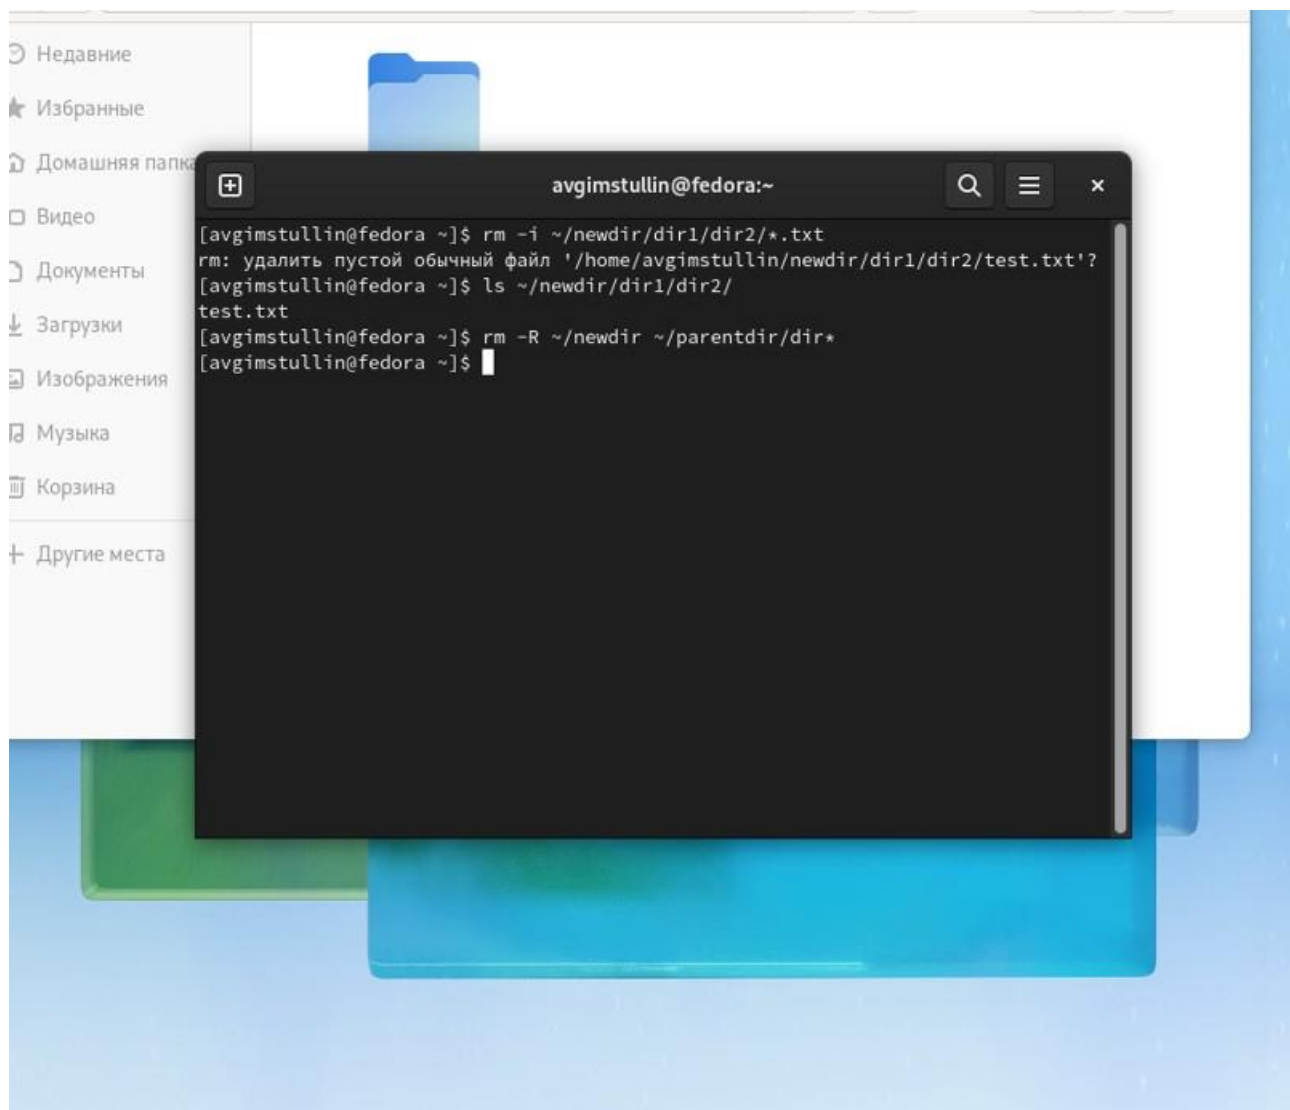 Недавние
Избранные
Домашняя папка
Видео
Документы
Загрузки
Изображения
Музыка
Корзина
Другие места
avgimstullin@fedora:~
[avgimstullin@fedora ~]$ rm -i ~/newdir/dir1/dir2/*.txt
rm: удалить пустой обычный файл '/home/avgimstullin/newdir/dir1/dir2/test.txt'?
[avgimstullin@fedora ~]$ ls ~/newdir/dir1/dir2/
test.txt
[avgimstullin@fedora ~]$ rm -R ~/newdir ~/parentdir/dir*
[avgimstullin@fedora ~]$